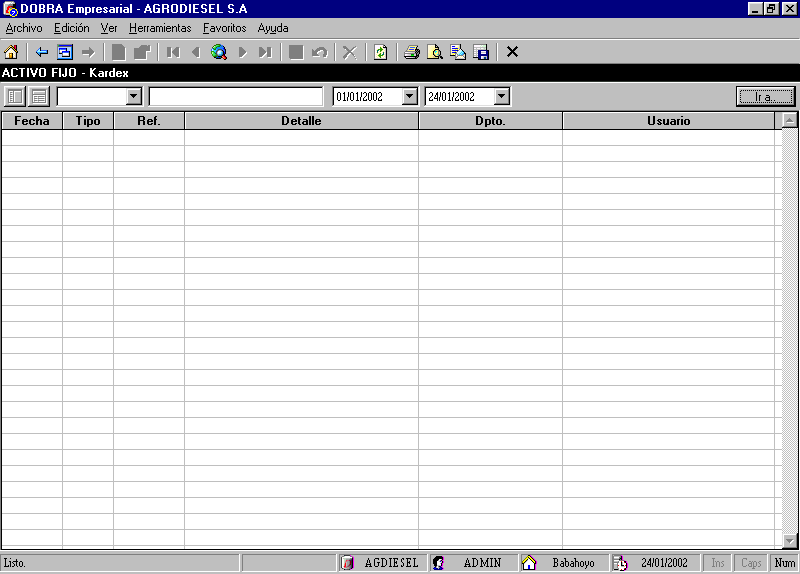 DOBRA Empresarial - AGRODIESEL S.A
Archivo Edición Ver Herramientas Favoritos Ayuda
ACTIVO FIJO - Kardex
01/01/2002 24/01/2002 Ir a...
Fecha Tipo Ref. Detalle Dpto. Usuario
Listo. AGDIESEL ADMIN Babahoyo 24/01/2002 Ins Caps Num